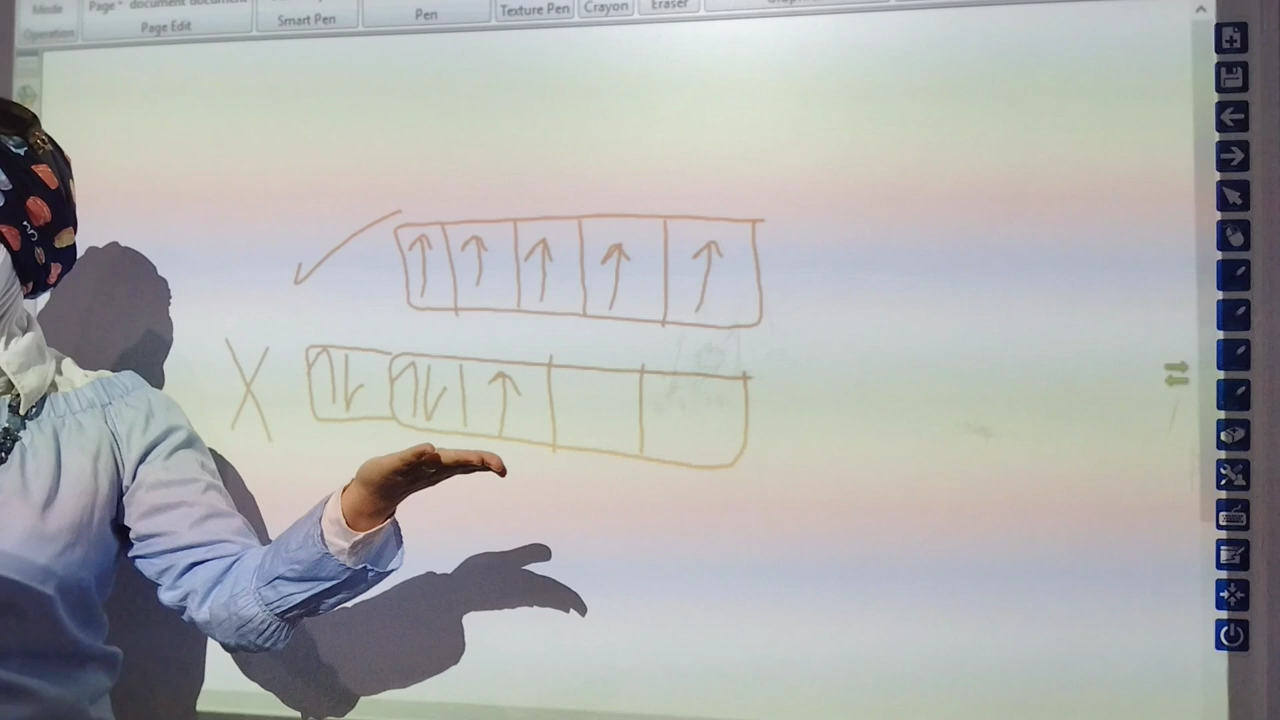 Mode
Page document document
Operation
Page Edit
Smart Pen
Pen
Texture Pen
Crayon
Eraser
X